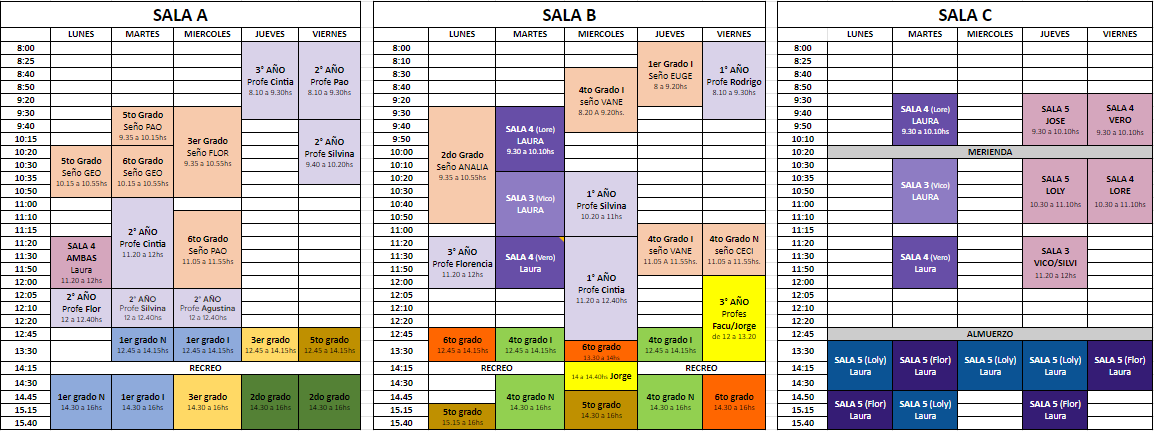 SALA A
LUNES MARTES MIERCOLES JUEVES VIERNES
8:00
8:25
8:40
8:50
9:20
9:30
9:40
10:15
10:20
10:25
10:50
11:00
11:10
11:15
11:20
11:30
11:50
12:00
12:05
12:10
12:20
12:45
13:30
14:15
14:30
14.45
15.15
15.40
5to Grado
Seño GEO
10.15 a 10.55hs
SALA 4
AMBAS
Laura
11.20 a 12hs
2° AÑO
Profe Flor
12 a 12.40hs
1er grado N
14.30 a 16hs
5to Grado
Seño PAO
9.35 a 10.15hs
6to Grado
Seño GEO
10.15 a 10.55hs
2° AÑO
Profe Cintia
11.20 a 12hs
2° AÑO
Profe Silvina
12 a 12.40hs
1er grado N
12.45 a 14.15hs
1er grado I
14.30 a 16hs
3er Grado
Seño FLOR
9.35 a 10.55hs
6to Grado
Seño PAO
11.05 a 11.55hs
2° AÑO
Profe Agustina
12 a 12.40hs
1er grado I
12.45 a 14.15hs
3er grado
14.30 a 16hs
3° AÑO
Profe Cintia
8.10 a 9.30hs
3er grado
12.45 a 14.15hs
2do grado
14.30 a 16hs
2° AÑO
Profe Pao
8.10 a 9.30hs
2° AÑO
Profe Silvina
9.40 a 10.20hs
5to grado
12.45 a 14.15hs
2do grado
14.30 a 16hs
RECREO
SALA B
LUNES MARTES MIERCOLES JUEVES VIERNES
8:00
8:10
8:30
8:40
8:50
9:20
9:30
9:40
9:50
10:00
10:20
10:35
10:40
10:50
11:15
11:20
11:30
11:50
12:00
12:05
12:10
12:20
12:45
13:30
14:15
14:30
14.45
15.15
15.40
2do Grado
Seño ANALIA
9.35 a 10.55hs
3° AÑO
Profe Florencia
11.20 a 12hs
6to grado
12.45 a 14.15hs
RECREO
5to grado
15.15 a 16hs
SALA 4 (Lore)
LAURA
9.30 a 10.10hs
SALA 3 (Vico)
LAURA
SALA 4 (Vero)
Laura
4to grado I
12.45 a 14.15hs
4to grado N
14.30 a 16hs
4to Grado I
seño VANE
8.20 A 9.20hs.
1° AÑO
Profe Silvina
10.20 a 11hs
1° AÑO
Profe Cintia
11.20 a 12.40hs
6to grado
13.30 a 14hs
14 a 14.40hs Jorge
5to grado
14.30 a 16hs
1er Grado I
Seño EUGE
8 a 9.20hs
4to Grado I
seño VANE
11.05 A 11.55hs.
4to grado I
12.45 a 14.15hs
RECREO
4to grado N
14.30 a 16hs
1° AÑO
Profe Rodrigo
8.10 a 9.30hs
4to Grado N
seño CECI
11.05 a 11.55hs.
3° AÑO
Profes
Facu/Jorge
de 12 a 13.20
6to grado
14.30 a 16hs
SALA C
LUNES MARTES MIERCOLES JUEVES VIERNES
8:00
8:25
8:40
8:50
9:20
9:30
9:40
9:50
10:10
10:20
10:30
10:35
10:50
11:00
11:10
11:15
11:20
11:30
11:50
12:00
12:05
12:10
12:20
12:45
13:30
14:15
14:30
14:50
15.15
15.40
SALA 4 (Lore)
LAURA
9.30 a 10.10hs
SALA 5
JOSE
9.30 a 10.10hs
SALA 4
VERO
9.30 a 10.10hs
MERIENDA
SALA 3 (Vico)
LAURA
SALA 5
LOLY
10.30 a 11.10hs
SALA 4
LORE
10.30 a 11.10hs
SALA 4 (Vero)
Laura
SALA 3
VICO/SILVI
11.20 a 12hs
ALMUERZO
SALA 5 (Loly)
Laura
SALA 5 (Flor)
Laura
SALA 5 (Loly)
Laura
SALA 5 (Loly)
Laura
SALA 5 (Flor)
Laura
SALA 5 (Flor)
Laura
SALA 5 (Loly)
Laura
SALA 5 (Flor)
Laura